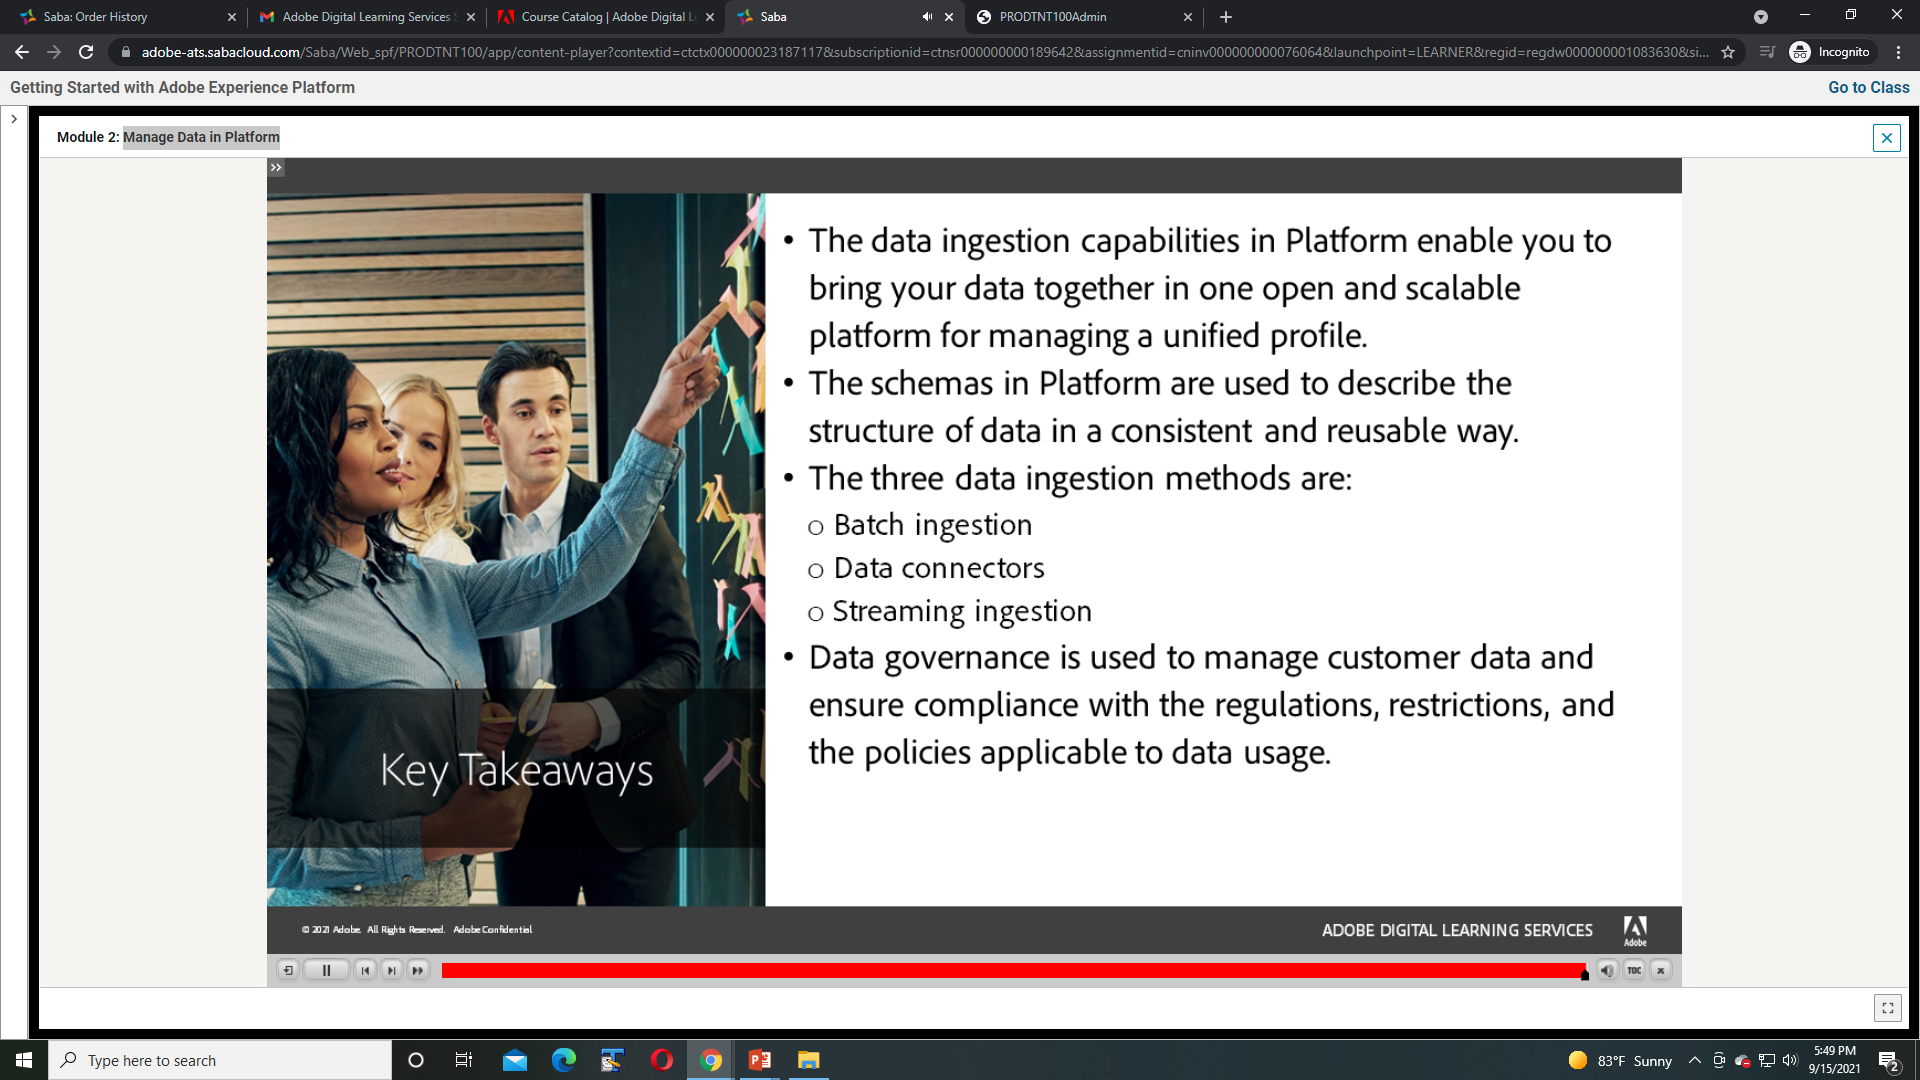 Saba: Order History
Adobe Digital Learning Services
Course Catalog | Adobe Digital L
Saba
PRODTNT100Admin
adobe-ats.sabacloud.com/Saba/Web_spf/PRODTNT100/app/content-player?contextid=ctctx000000023187117&subscriptionid=ctnsr000000000189642&assignmentid=cninv000000000076064&launchpoint=LEARNER&regid=regdw000000001083630&si...
Incognito
Getting Started with Adobe Experience Platform
Go to Class
Module 2: Manage Data in Platform
• The data ingestion capabilities in Platform enable you to
bring your data together in one open and scalable
platform for managing a unified profile.
• The schemas in Platform are used to describe the
structure of data in a consistent and reusable way.
• The three data ingestion methods are:
o Batch ingestion
o Data connectors
o Streaming ingestion
• Data governance is used to manage customer data and
ensure compliance with the regulations, restrictions, and
the policies applicable to data usage.
Key Takeaways
© 2021 Adobe. All Rights Reserved. Adobe Confidential
ADOBE DIGITAL LEARNING SERVICES
Adobe
TOC
Type here to search
83°F Sunny
5:49 PM
9/15/2021
2